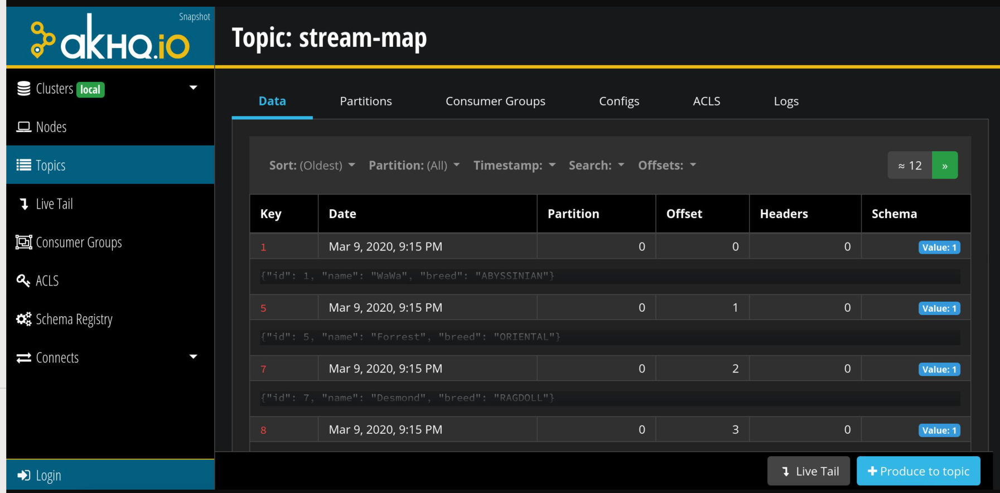 Snapshot
akHQ.io
Topic: stream-map
Clusters local
Nodes
Topics
Live Tail
Consumer Groups
ACLS
Schema Registry
Connects
Login
Data Partitions Consumer Groups Configs ACLS Logs
Sort: (Oldest) Partition: (All) Timestamp: Search: Offsets: ≈ 12 »
Key Date Partition Offset Headers Schema
1 Mar 9, 2020, 9:15 PM 0 0 0 Value: 1
{"id": 1, "name": "WaWa", "breed": "ABYSSINIAN"}
5 Mar 9, 2020, 9:15 PM 0 1 0 Value: 1
{"id": 5, "name": "Forrest", "breed": "ORIENTAL"}
7 Mar 9, 2020, 9:15 PM 0 2 0 Value: 1
{"id": 7, "name": "Desmond", "breed": "RAGDOLL"}
8 Mar 9, 2020, 9:15 PM 0 3 0 Value: 1
Live Tail Produce to topic